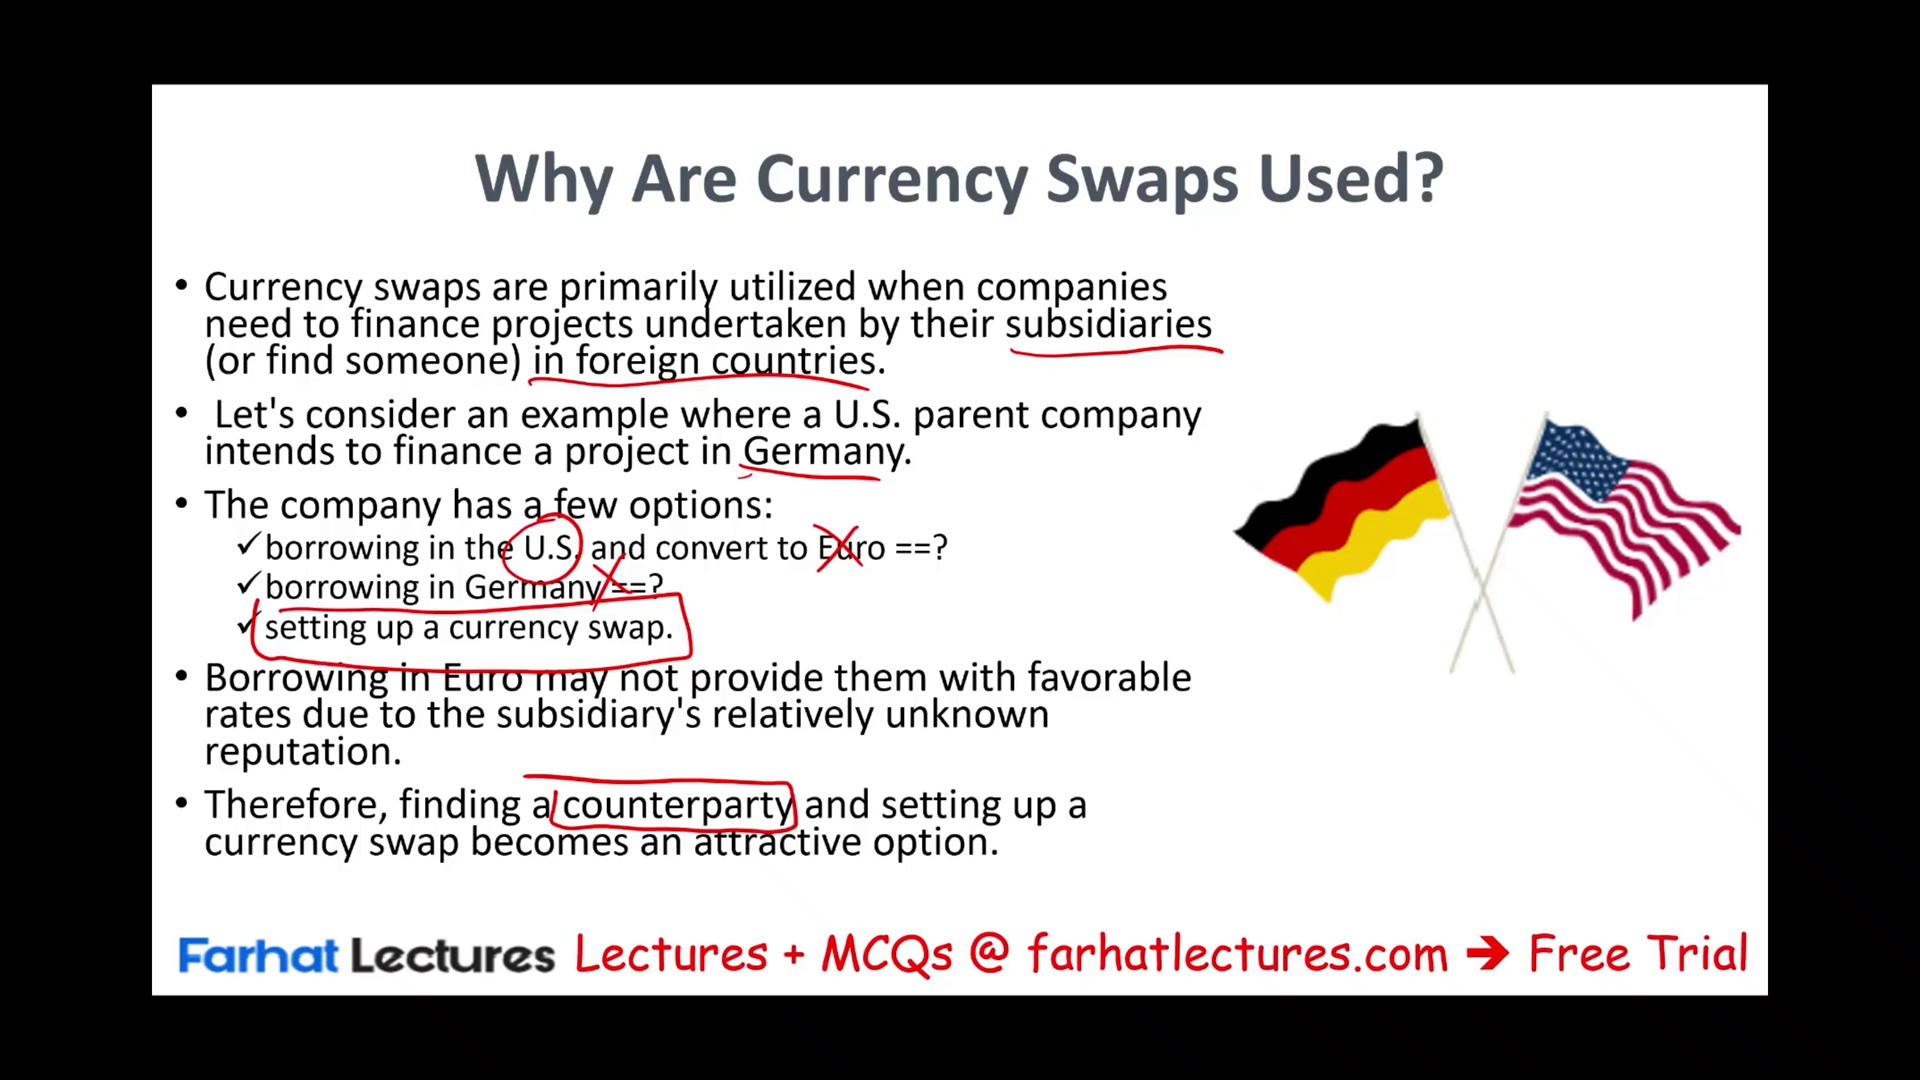 Why Are Currency Swaps Used?
• Currency swaps are primarily utilized when companies
need to finance projects undertaken by their subsidiaries
(or find someone) in foreign countries.
• Let's consider an example where a U.S. parent company
intends to finance a project in Germany.
• The company has a few options:
✓ borrowing in the U.S. and convert to Euro ==?
✓ borrowing in Germany ==?
✓ setting up a currency swap.
• Borrowing in Euro may not provide them with favorable
rates due to the subsidiary's relatively unknown
reputation.
• Therefore, finding a counterparty and setting up a
currency swap becomes an attractive option.
Farhat Lectures Lectures + MCQs @ farhatlectures.com ➔ Free Trial